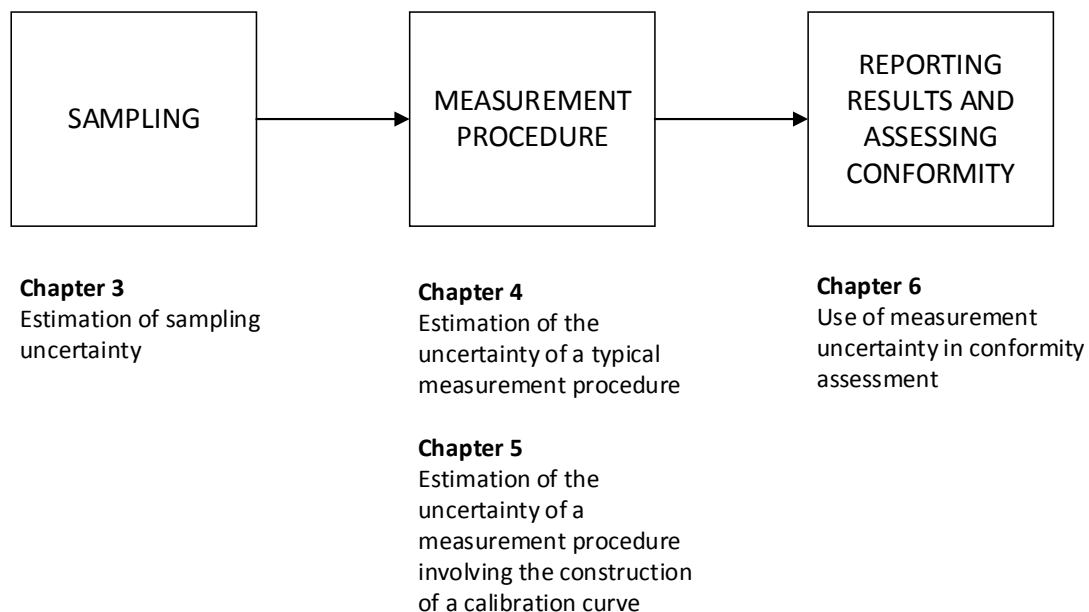 SAMPLING
MEASUREMENT
PROCEDURE
REPORTING
RESULTS AND
ASSESSING
CONFORMITY
Chapter 3
Estimation of sampling
uncertainty
Chapter 4
Estimation of the
uncertainty of a typical
measurement procedure
Chapter 5
Estimation of the
uncertainty of a
measurement procedure
involving the construction
of a calibration curve
Chapter 6
Use of measurement
uncertainty in conformity
assessment